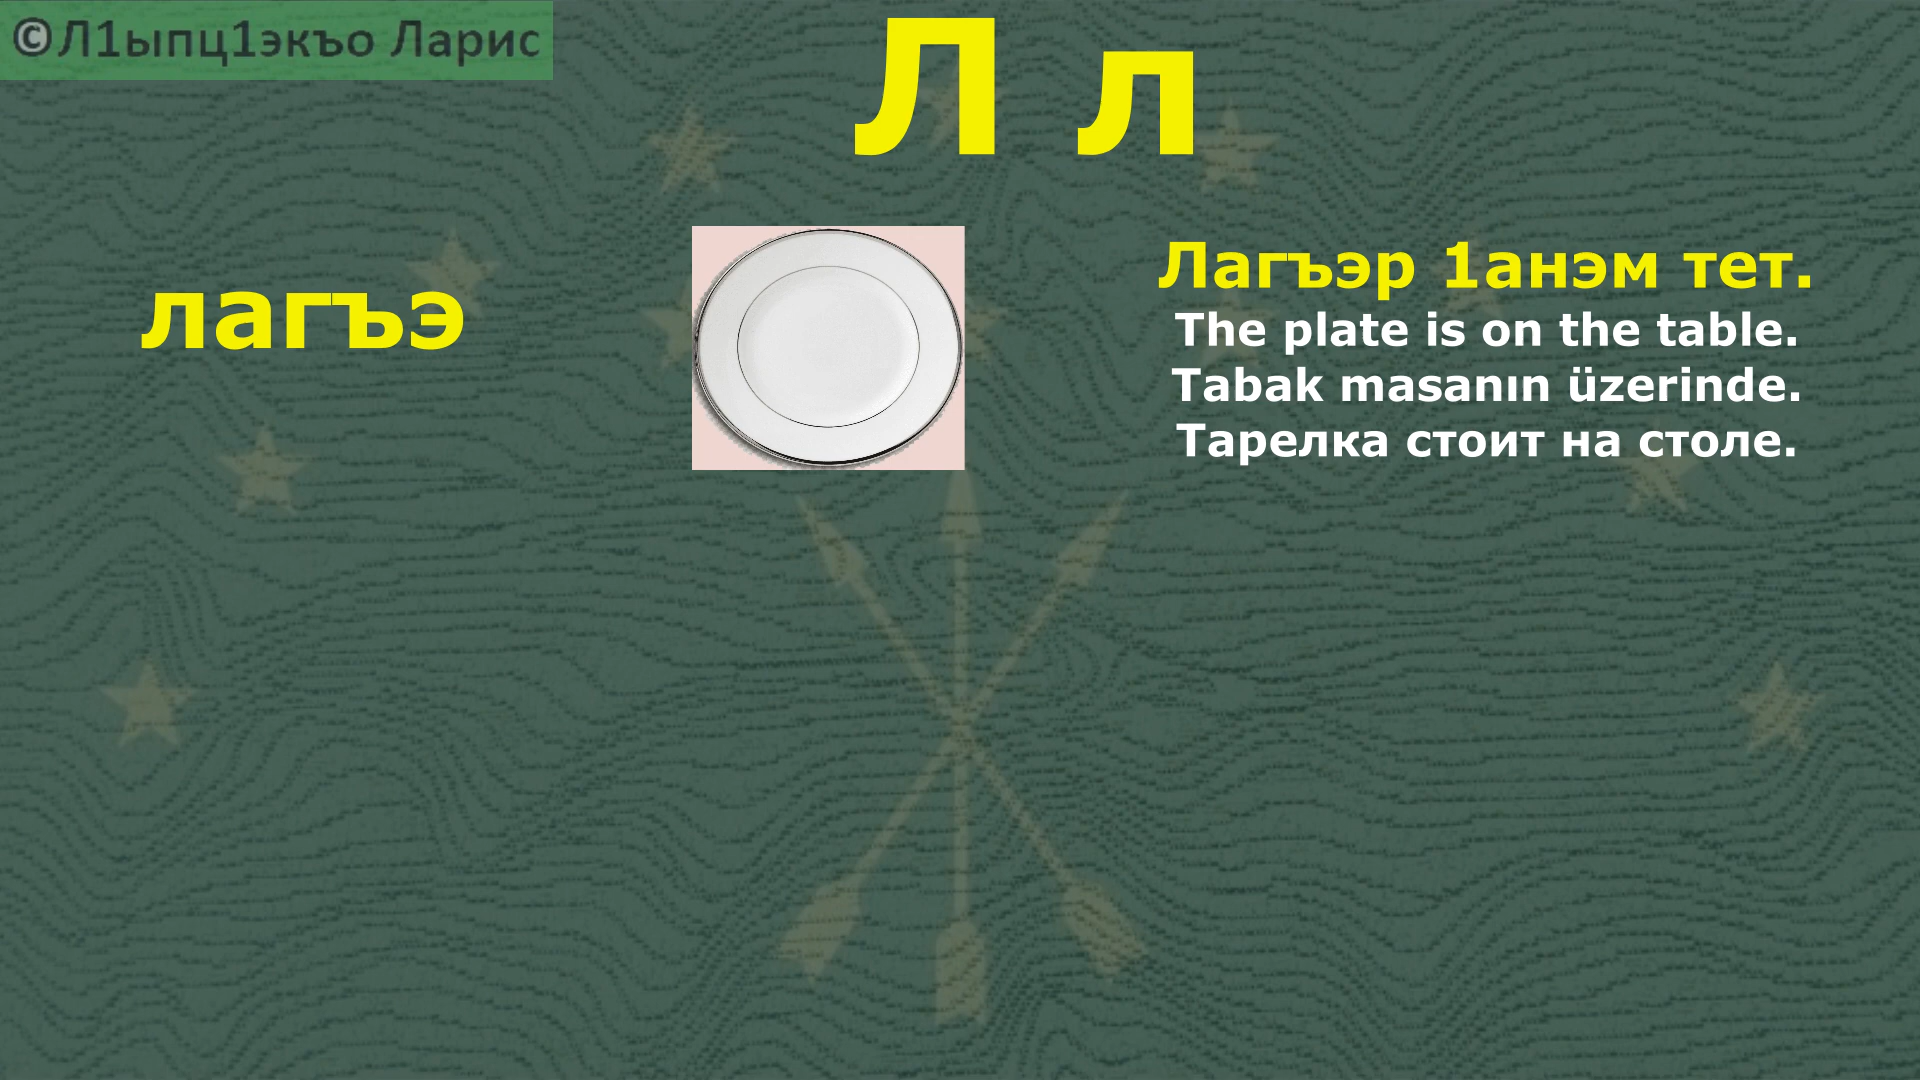 ©Л1ыпц1экъо Ларис
Л л
лагъэ
Лагъэр 1анэм тет.
The plate is on the table.
Tabak masanın üzerinde.
Тарелка стоит на столе.